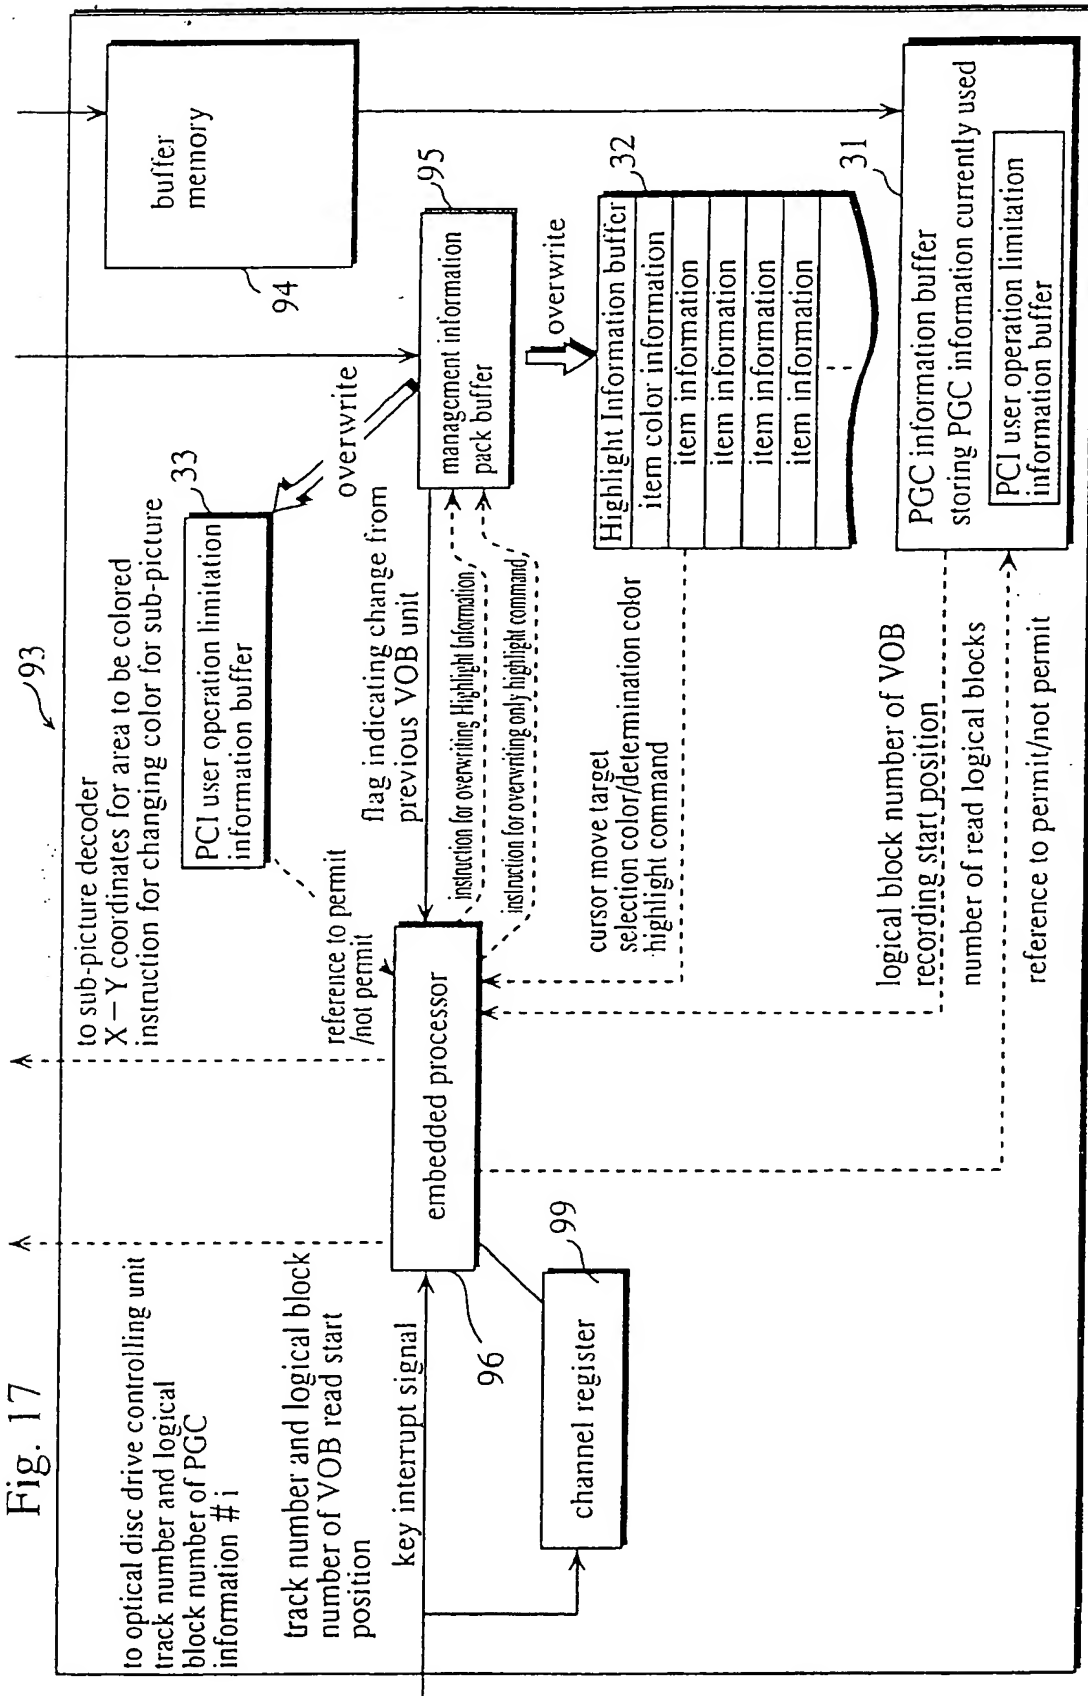 Fig. 17
93
to optical disc drive controlling unit
track number and logical
block number of PGC
information # i
track number and logical block
number of VOB read start
position
key interrupt signal
96
channel register
99
embedded processor
to sub-picture decoder
X – Y coordinates for area to be colored
instruction for changing color for sub-picture
PCI user operation limitation
information buffer
33
reference to permit
/not permit
overwrite
flag indicating change from
previous VOB unit
instruction for overwriting Highlight Information
instruction for overwriting only highlight command
cursor move target
selection color/determination color
highlight command
logical block number of VOB
recording start position
number of read logical blocks
reference to permit/not permit
buffer
memory
94
management information
pack buffer
95
overwrite
32
Highlight Information buffer
item color information
item information
item information
item information
item information
31
PGC information buffer
storing PGC information currently used
PCI user operation limitation
information buffer